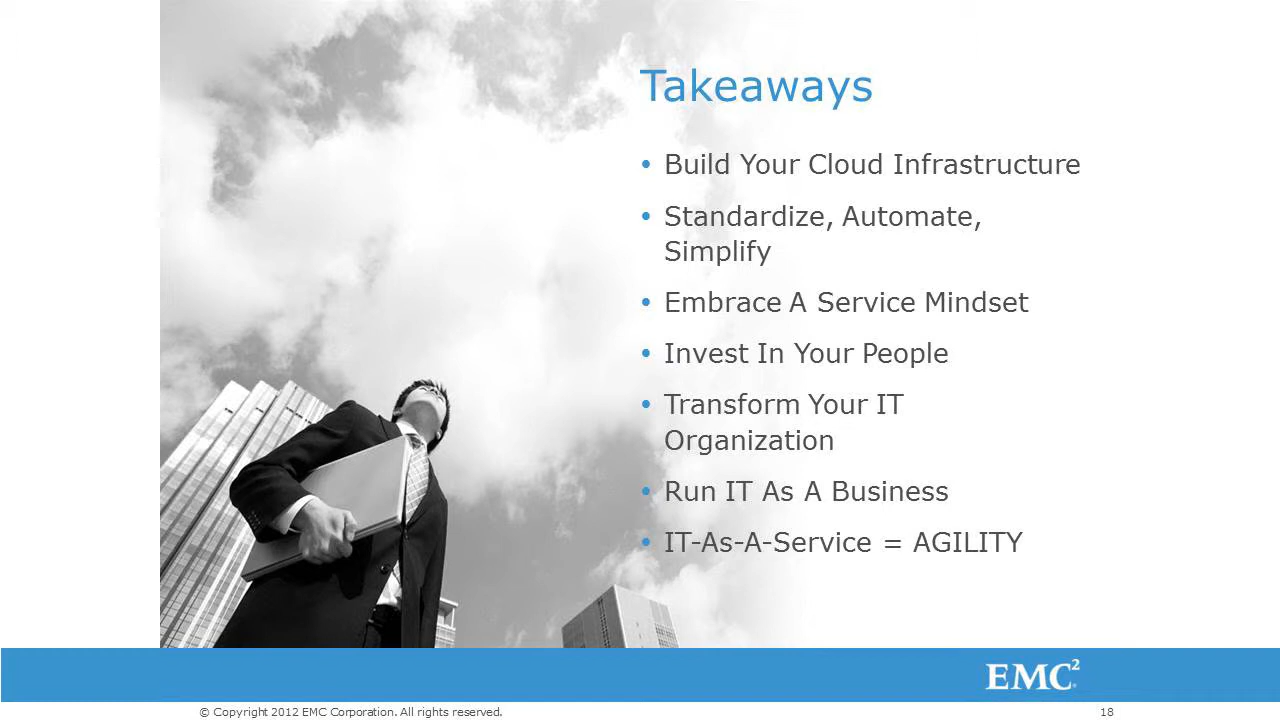 Takeaways
• Build Your Cloud Infrastructure
• Standardize, Automate,
Simplify
• Embrace A Service Mindset
• Invest In Your People
• Transform Your IT
Organization
• Run IT As A Business
• IT-As-A-Service = AGILITY
EMC²
© Copyright 2012 EMC Corporation. All rights reserved.
18